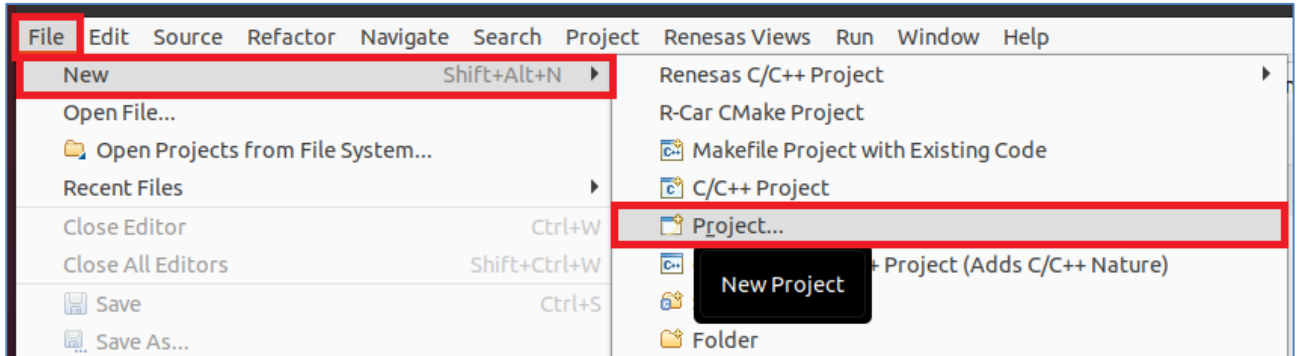 File Edit Source Refactor Navigate Search Project Renesas Views Run Window Help
New Shift+Alt+N
Open File...
Open Projects from File System...
Recent Files
Close Editor Ctrl+W
Close All Editors Shift+Ctrl+W
Save Ctrl+S
Save As...
Renesas C/C++ Project
R-Car CMake Project
Makefile Project with Existing Code
C/C++ Project
Project...
Project (Adds C/C++ Nature)
New Project
Folder